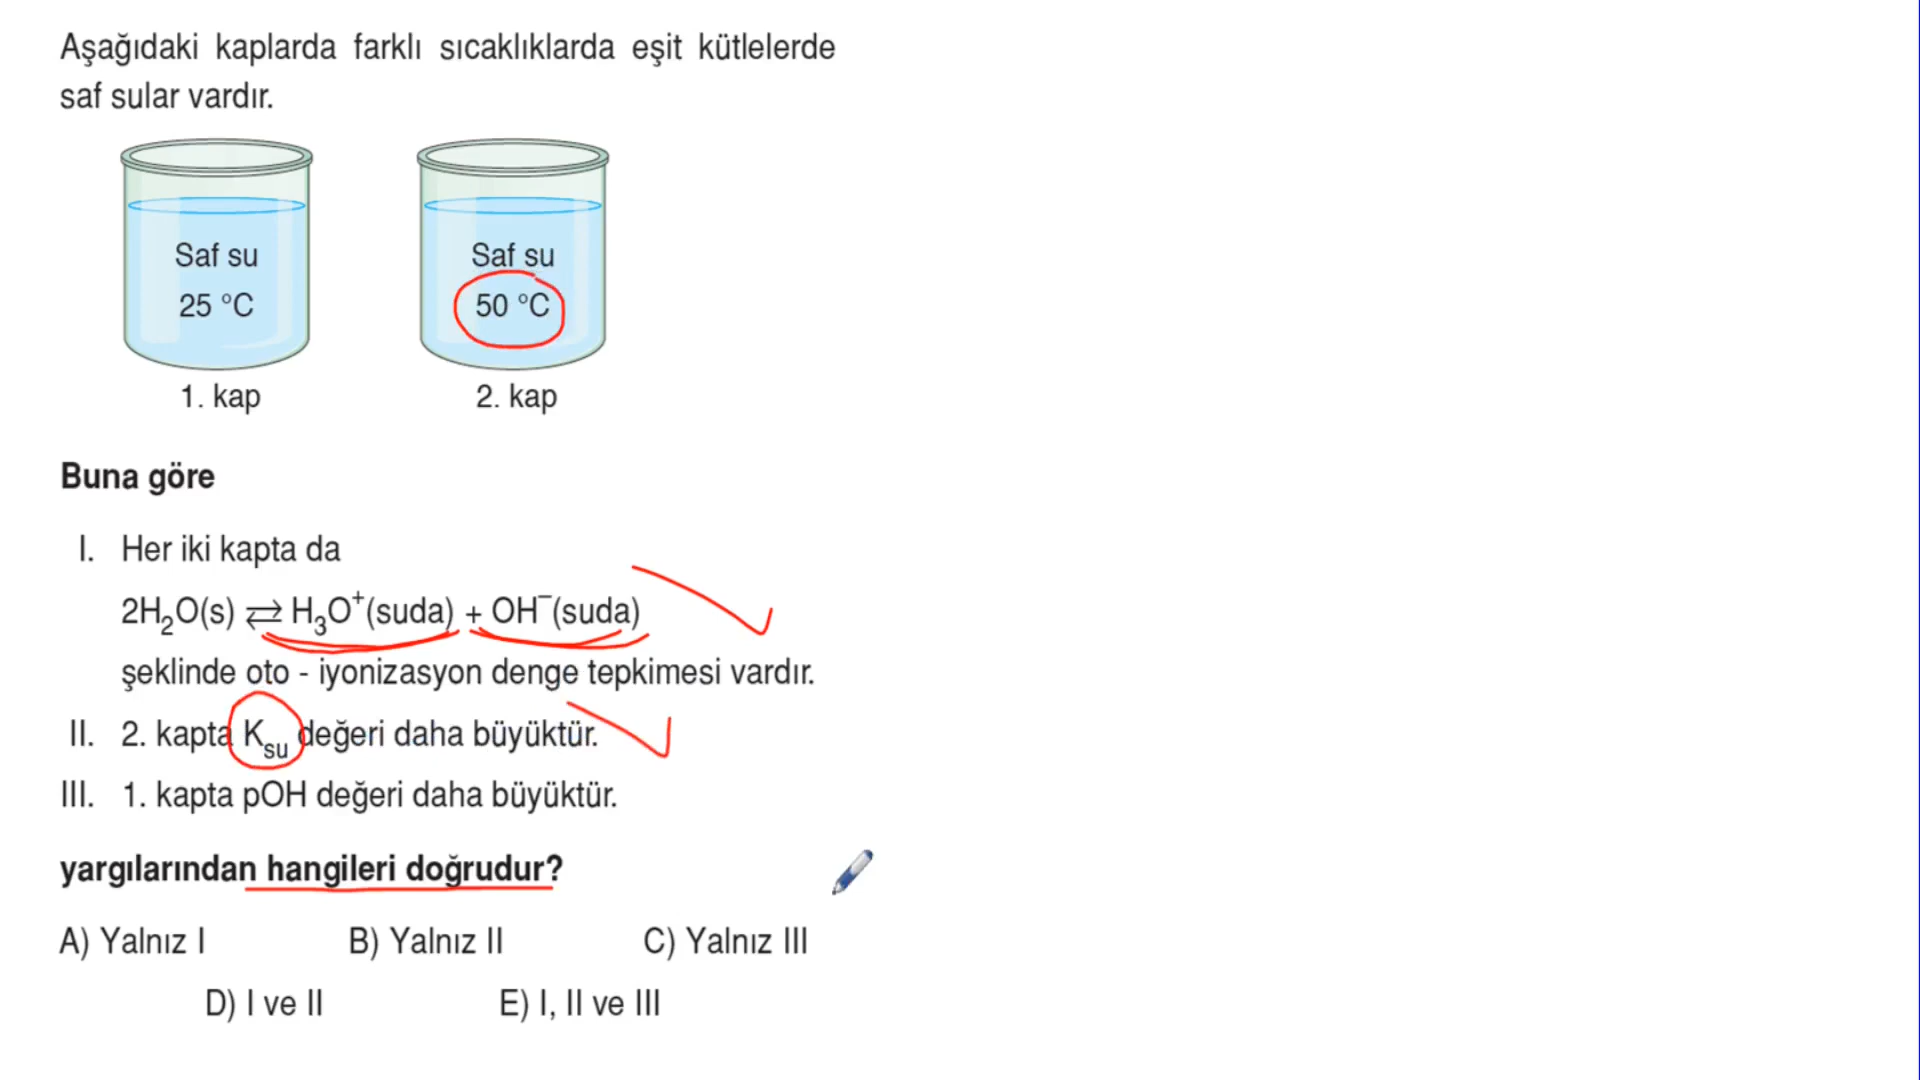 Aşağıdaki kaplarda farklı sıcaklıklarda eşit kütlelerde
saf sular vardır.
Saf su
25 °C
1. kap
Saf su
50 °C
2. kap
Buna göre
I. Her iki kapta da
2H₂O(s) ⇄ H₃O⁺(suda) + OH⁻(suda)
şeklinde oto - iyonizasyon denge tepkimesi vardır.
II. 2. kapta Kₛᵤ değeri daha büyüktür.
III. 1. kapta pOH değeri daha büyüktür.
yargılarından hangileri doğrudur?
A) Yalnız I B) Yalnız II C) Yalnız III
D) I ve II E) I, II ve III